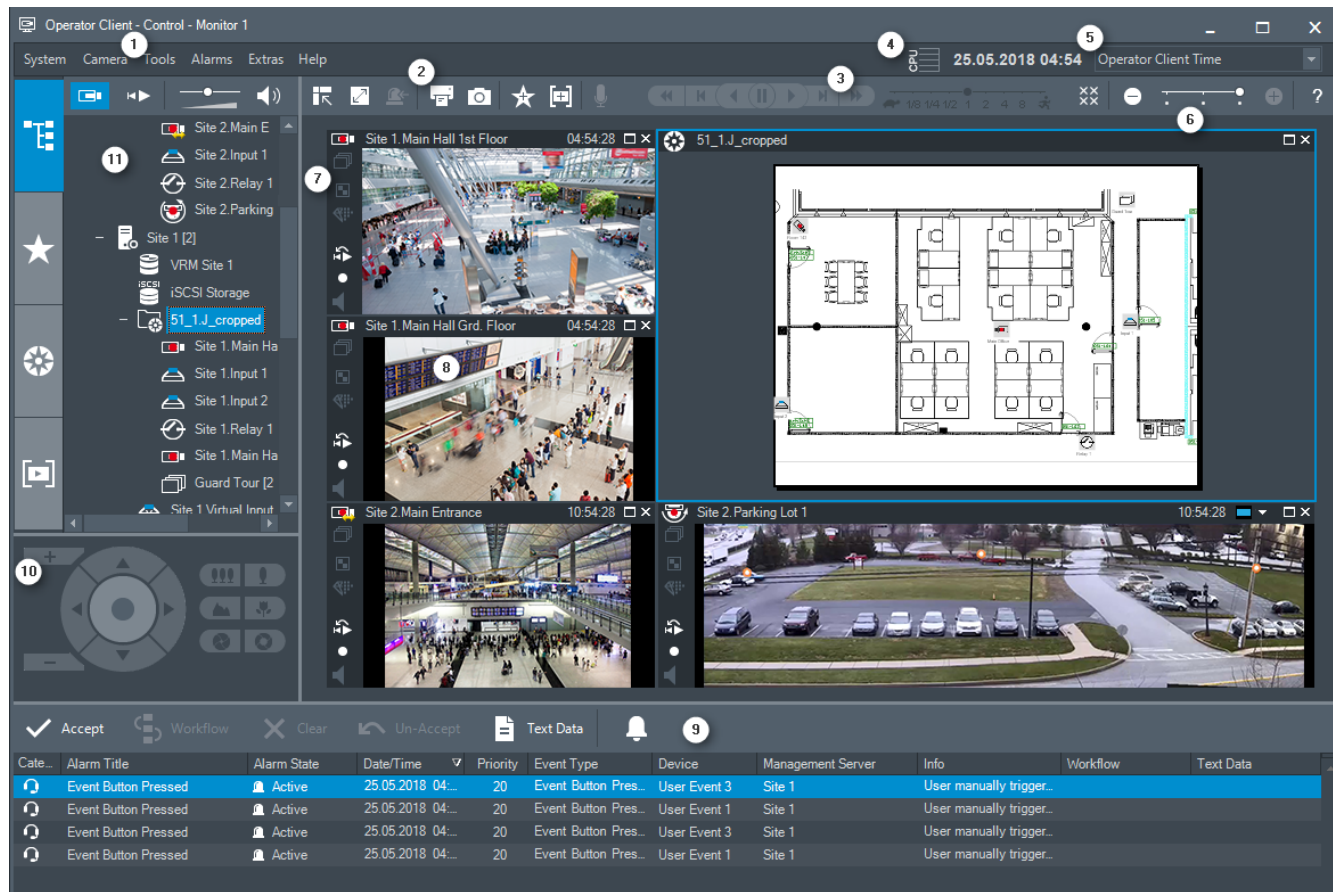 Operator Client - Control - Monitor 1
1
System Camera Tools Alarms Extras Help
4
CPU
25.05.2018 04:54
5
Operator Client Time
2
3
1/8 1/4 1/2 1 2 4 8
6
?
11
Site 2.Main E
Site 2.Input 1
Site 2.Relay 1
Site 2.Parking
Site 1 [2]
VRM Site 1
iSCSI
iSCSI Storage
51_1.J_cropped
Site 1.Main Ha
Site 1.Input 1
Site 1.Input 2
Site 1.Relay 1
Site 1.Main Ha
Guard Tour [2
Site 1.Virtual Input
10
7
Site 1.Main Hall 1st Floor 04:54:28
Site 1.Main Hall Grd. Floor 04:54:28
8
Site 2.Main Entrance 10:54:28
51_1.J_cropped
Main Office
Input 1
Input 2
Relay 1
Site 2.Parking Lot 1 10:54:28
Accept Workflow Clear Un-Accept Text Data
9
Cate... Alarm Title Alarm State Date/Time Priority Event Type Device Management Server Info Workflow Text Data
Event Button Pressed Active 25.05.2018 04:... 20 Event Button Pres... User Event 3 Site 1 User manually trigger...
Event Button Pressed Active 25.05.2018 04:... 20 Event Button Pres... User Event 1 Site 1 User manually trigger...
Event Button Pressed Active 25.05.2018 04:... 20 Event Button Pres... User Event 3 Site 1 User manually trigger...
Event Button Pressed Active 25.05.2018 04:... 20 Event Button Pres... User Event 1 Site 1 User manually trigger...